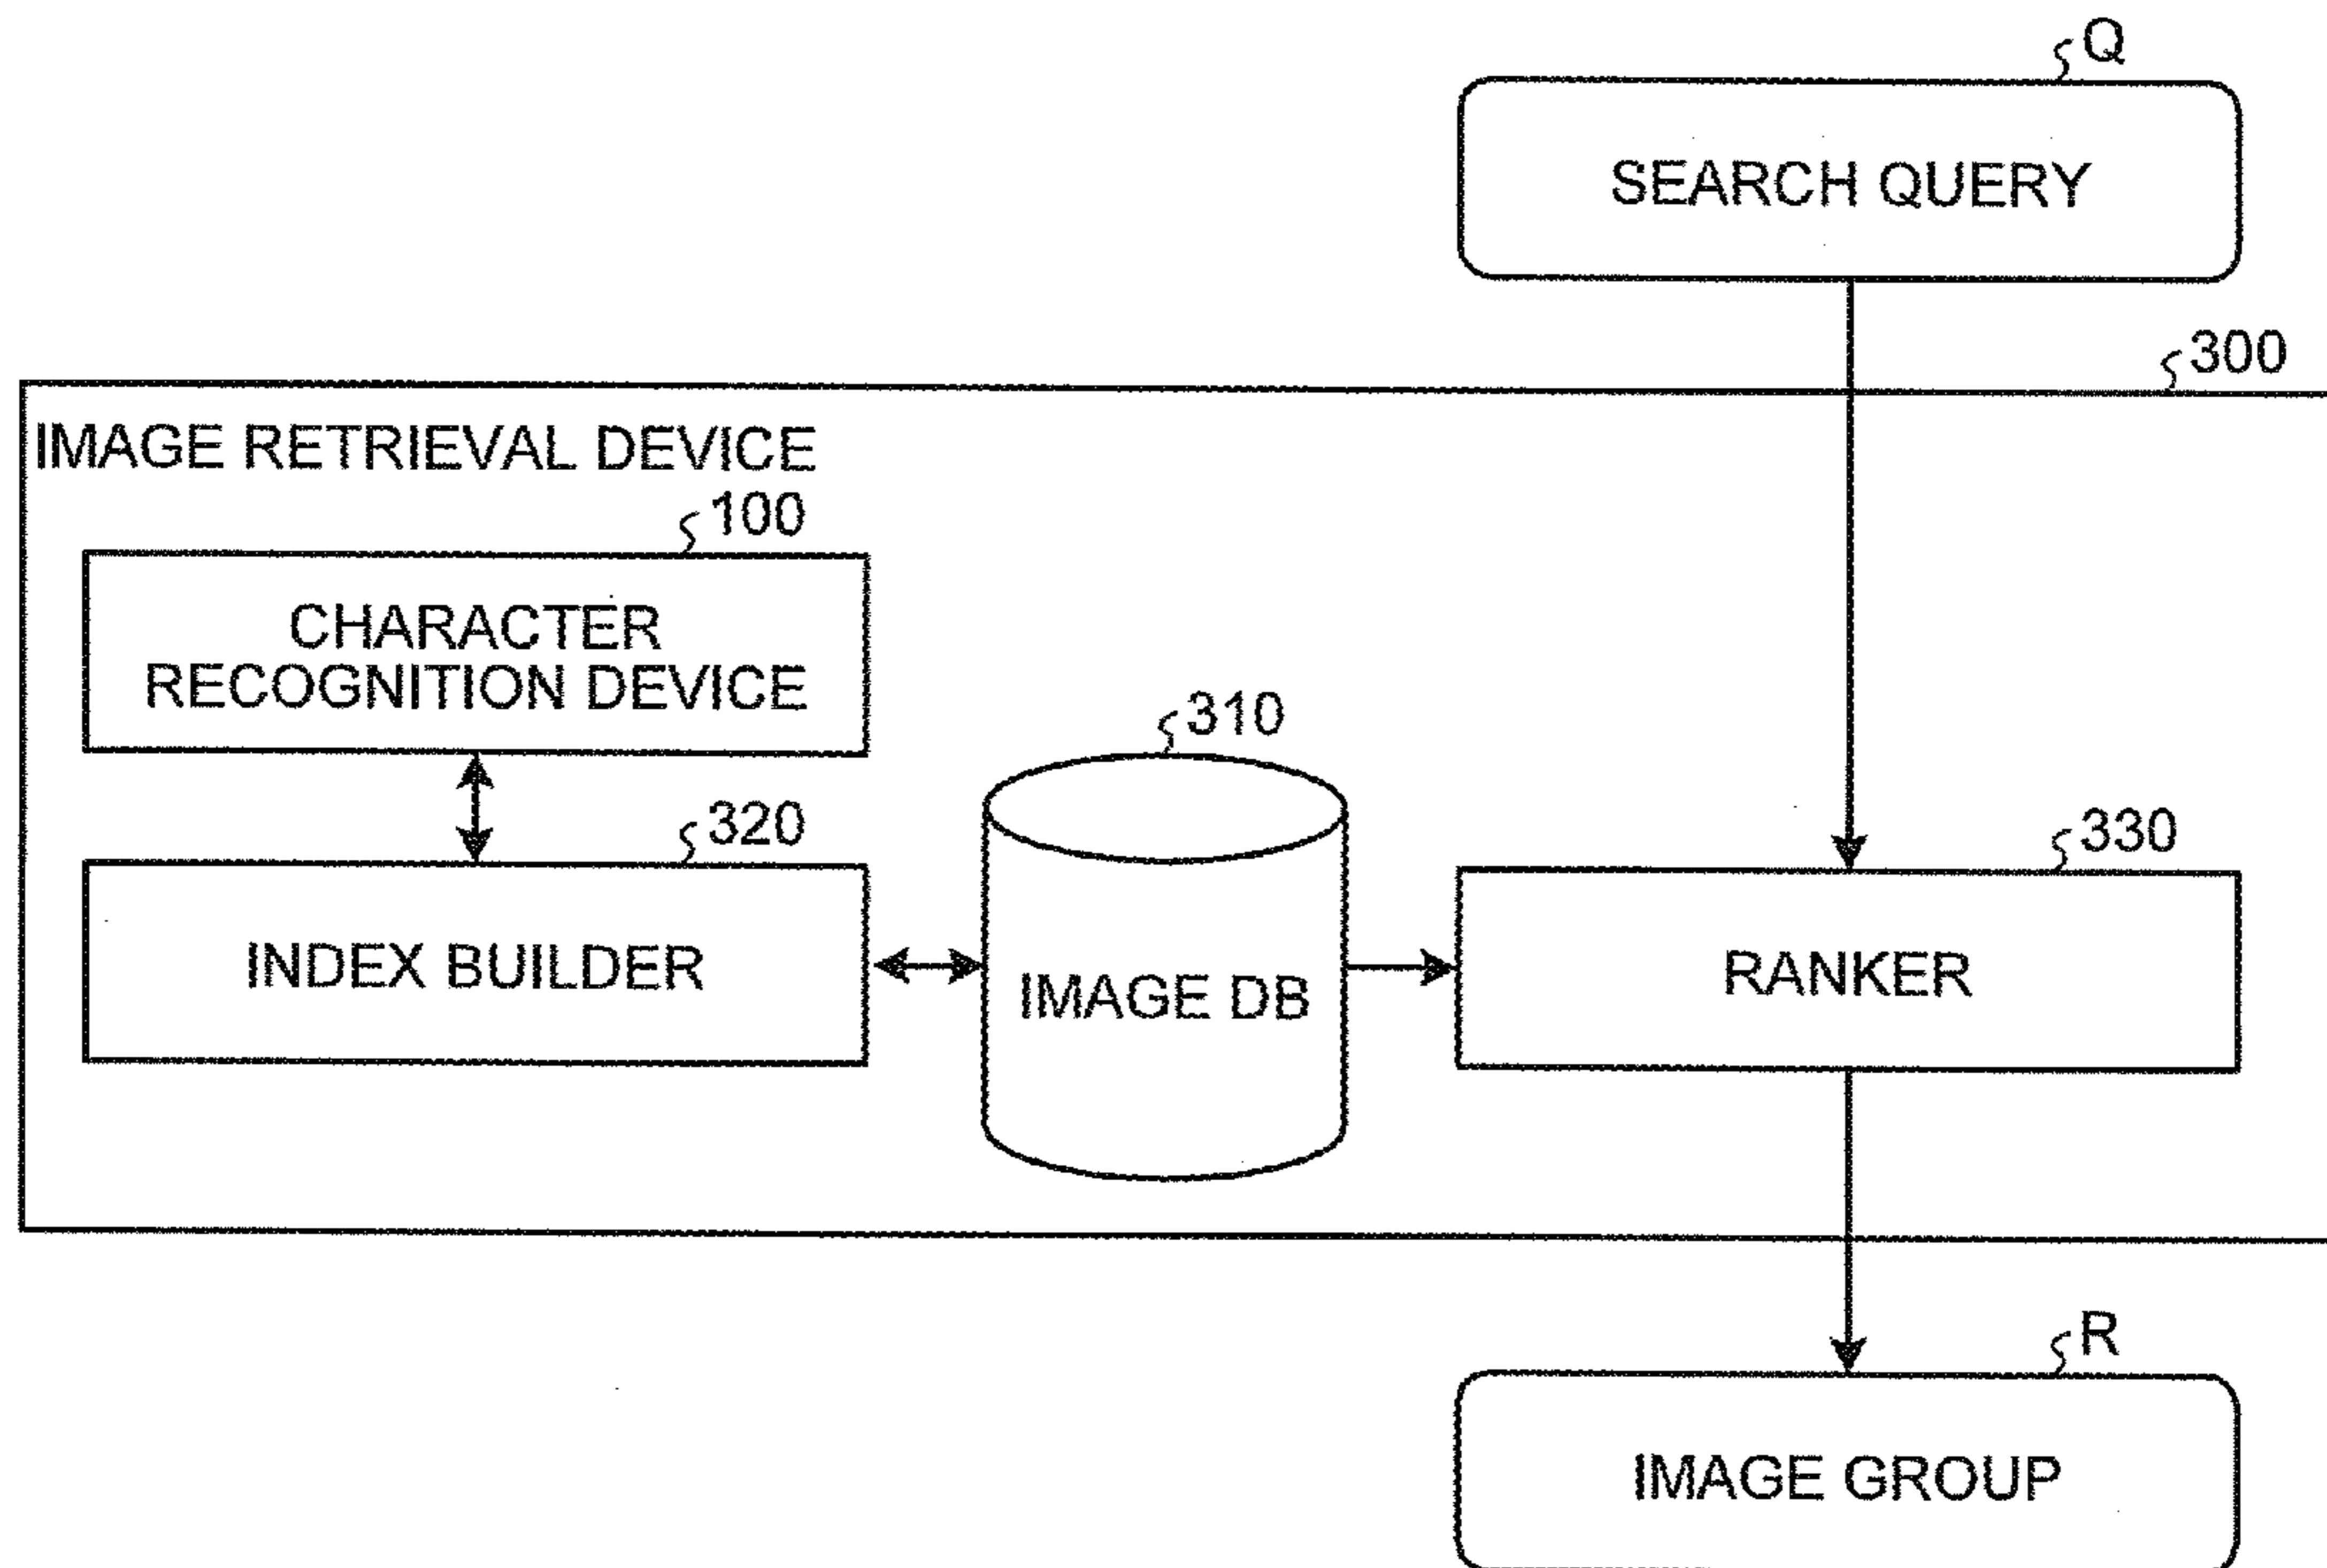 Q
SEARCH QUERY
300
IMAGE RETRIEVAL DEVICE
100
CHARACTER
RECOGNITION DEVICE
310
320
330
INDEX BUILDER
IMAGE DB
RANKER
R
IMAGE GROUP